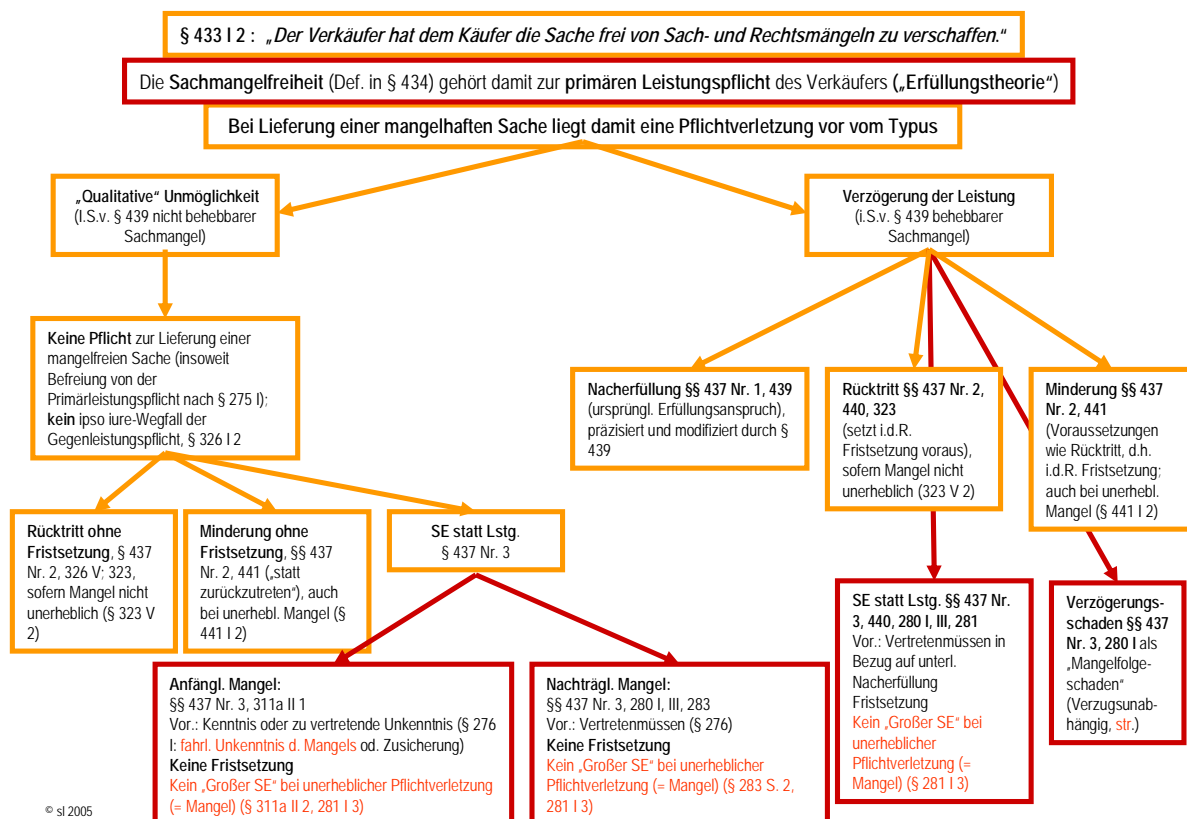 § 433 I 2 : „Der Verkäufer hat dem Käufer die Sache frei von Sach- und Rechtsmängeln zu verschaffen.“
Die Sachmangelfreiheit (Def. in § 434) gehört damit zur primären Leistungspflicht des Verkäufers („Erfüllungstheorie“)
Bei Lieferung einer mangelhaften Sache liegt damit eine Pflichtverletzung vor vom Typus
„Qualitative“ Unmöglichkeit
(I.S.v. § 439 nicht behebbarer
Sachmangel)
Verzögerung der Leistung
(i.S.v. § 439 behebbarer
Sachmangel)
Keine Pflicht zur Lieferung einer
mangelfreien Sache (insoweit
Befreiung von der
Primärleistungspflicht nach § 275 I);
kein ipso iure-Wegfall der
Gegenleistungspflicht, § 326 I 2
Nacherfüllung §§ 437 Nr. 1, 439
(ursprüngl. Erfüllungsanspruch),
präzisiert und modifiziert durch §
439
Rücktritt §§ 437 Nr. 2,
440, 323
(setzt i.d.R.
Fristsetzung voraus),
sofern Mangel nicht
unerheblich (323 V 2)
Minderung §§ 437
Nr. 2, 441
(Voraussetzungen
wie Rücktritt, d.h.
i.d.R. Fristsetzung;
auch bei unerhebl.
Mangel (§ 441 I 2)
Rücktritt ohne
Fristsetzung, § 437
Nr. 2, 326 V; 323,
sofern Mangel nicht
unerheblich (§ 323 V
2)
Minderung ohne
Fristsetzung, §§ 437
Nr. 2, 441 („statt
zurückzutreten“), auch
bei unerhebl. Mangel (§
441 I 2)
SE statt Lstg.
§ 437 Nr. 3
Anfängl. Mangel:
§§ 437 Nr. 3, 311a II 1
Vor.: Kenntnis oder zu vertretende Unkenntnis (§ 276
I: fahrl. Unkenntnis d. Mangels od. Zusicherung)
Keine Fristsetzung
Kein „Großer SE“ bei unerheblicher Pflichtverletzung
(= Mangel) (§ 311a II 2, 281 I 3)
Nachträgl. Mangel:
§§ 437 Nr. 3, 280 I, III, 283
Vor.: Vertretenmüssen (§ 276)
Keine Fristsetzung
Kein „Großer SE“ bei unerheblicher
Pflichtverletzung (= Mangel) (§ 283 S. 2,
281 I 3)
SE statt Lstg. §§ 437 Nr.
3, 440, 280 I, III, 281
Vor.: Vertretenmüssen in
Bezug auf unterl.
Nacherfüllung
Fristsetzung
Kein „Großer SE“ bei
unerheblicher
Pflichtverletzung (=
Mangel) (§ 281 I 3)
Verzögerungs-
schaden §§ 437
Nr. 3, 280 I als
„Mangelfolge-
schaden“
(Verzugsunab-
hängig, str.)
© sl 2005